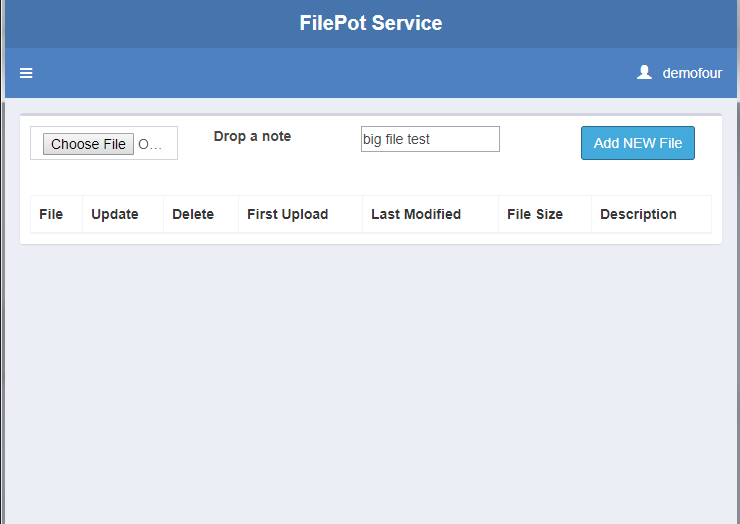 FilePot Service
demofour
Choose File O...
Drop a note
big file test
Add NEW File
File Update Delete First Upload Last Modified File Size Description